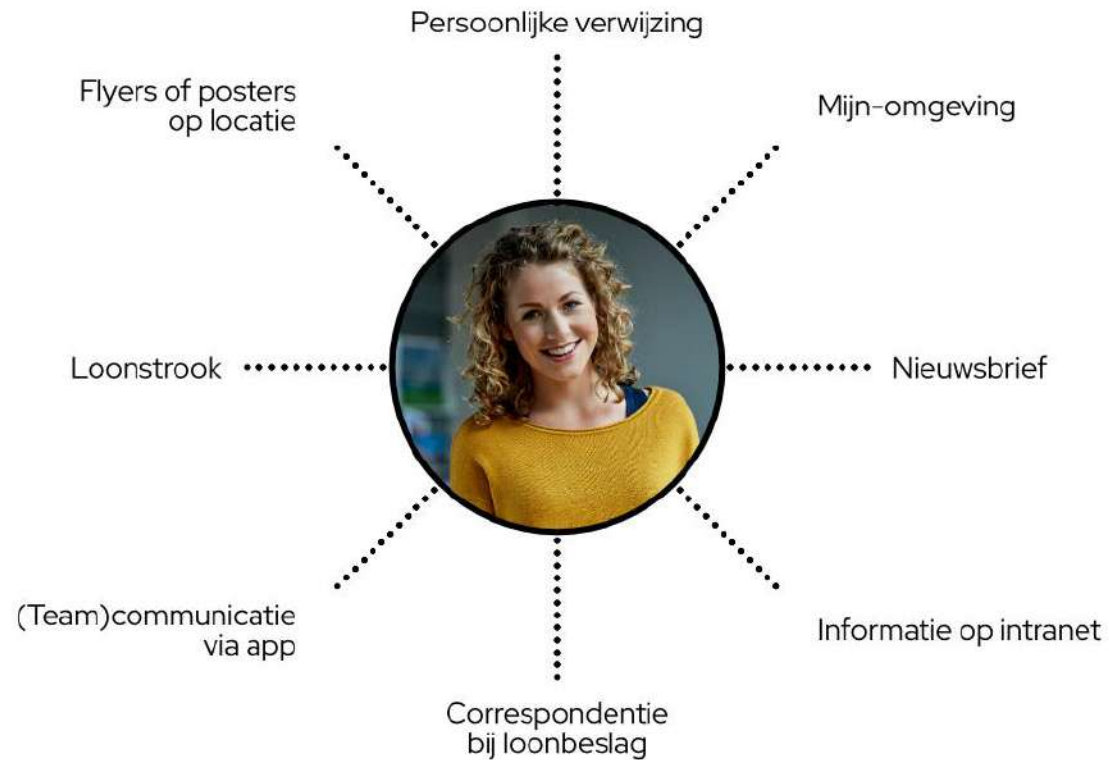 Persoonlijke verwijzing
Flyers of posters
op locatie
Mijn-omgeving
Loonstrook
Nieuwsbrief
(Team)communicatie
via app
Informatie op intranet
Correspondentie
bij loonbeslag